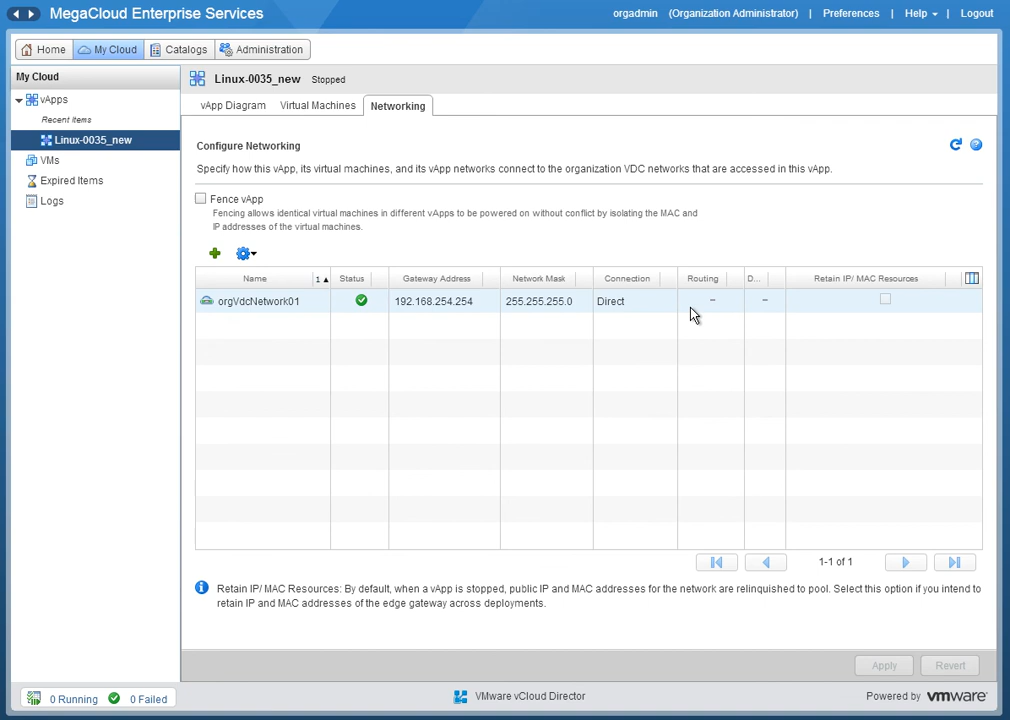 MegaCloud Enterprise Services
orgadmin (Organization Administrator) | Preferences | Help | Logout
Home My Cloud Catalogs Administration
My Cloud
vApps
Recent Items
Linux-0035_new
VMs
Expired Items
Logs
Linux-0035_new Stopped
vApp Diagram Virtual Machines Networking
Configure Networking
Specify how this vApp, its virtual machines, and its vApp networks connect to the organization VDC networks that are accessed in this vApp.
Fence vApp
Fencing allows identical virtual machines in different vApps to be powered on without conflict by isolating the MAC and
IP addresses of the virtual machines.
Name 1 ▲ Status Gateway Address Network Mask Connection Routing D... Retain IP/ MAC Resources
orgVdcNetwork01 192.168.254.254 255.255.255.0 Direct – –
1-1 of 1
Retain IP/ MAC Resources: By default, when a vApp is stopped, public IP and MAC addresses for the network are relinquished to pool. Select this option if you intend to
retain IP and MAC addresses of the edge gateway across deployments.
Apply Revert
0 Running 0 Failed
VMware vCloud Director
Powered by vmware